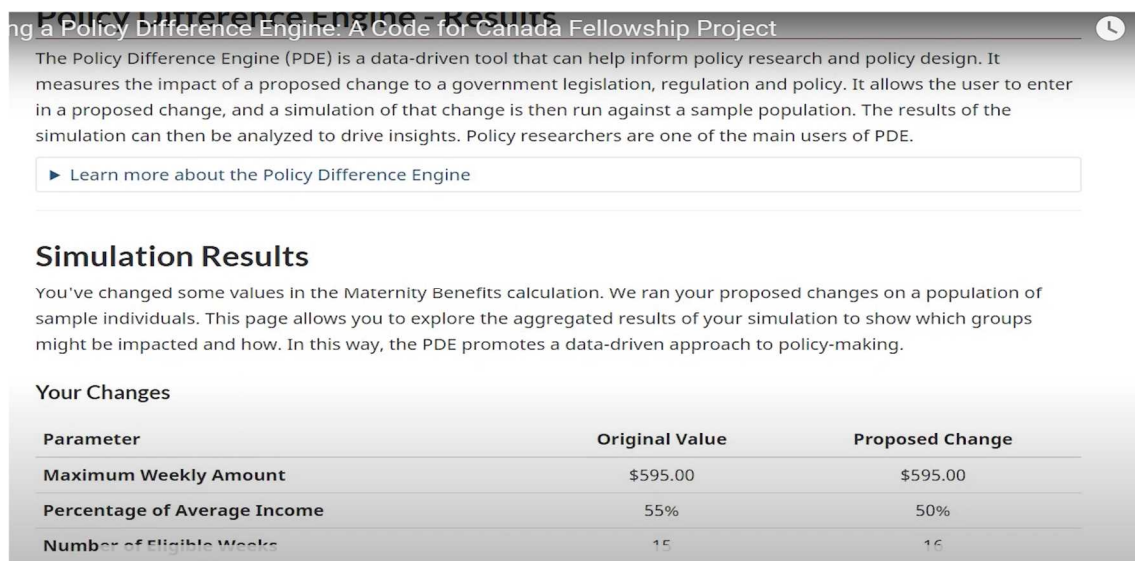 Policy Difference Engine - Results
ng a Policy Difference Engine: A Code for Canada Fellowship Project
The Policy Difference Engine (PDE) is a data-driven tool that can help inform policy research and policy design. It
measures the impact of a proposed change to a government legislation, regulation and policy. It allows the user to enter
in a proposed change, and a simulation of that change is then run against a sample population. The results of the
simulation can then be analyzed to drive insights. Policy researchers are one of the main users of PDE.
► Learn more about the Policy Difference Engine
Simulation Results
You've changed some values in the Maternity Benefits calculation. We ran your proposed changes on a population of
sample individuals. This page allows you to explore the aggregated results of your simulation to show which groups
might be impacted and how. In this way, the PDE promotes a data-driven approach to policy-making.
Your Changes
Parameter Original Value Proposed Change
Maximum Weekly Amount $595.00 $595.00
Percentage of Average Income 55% 50%
Number of Eligible Weeks 15 16